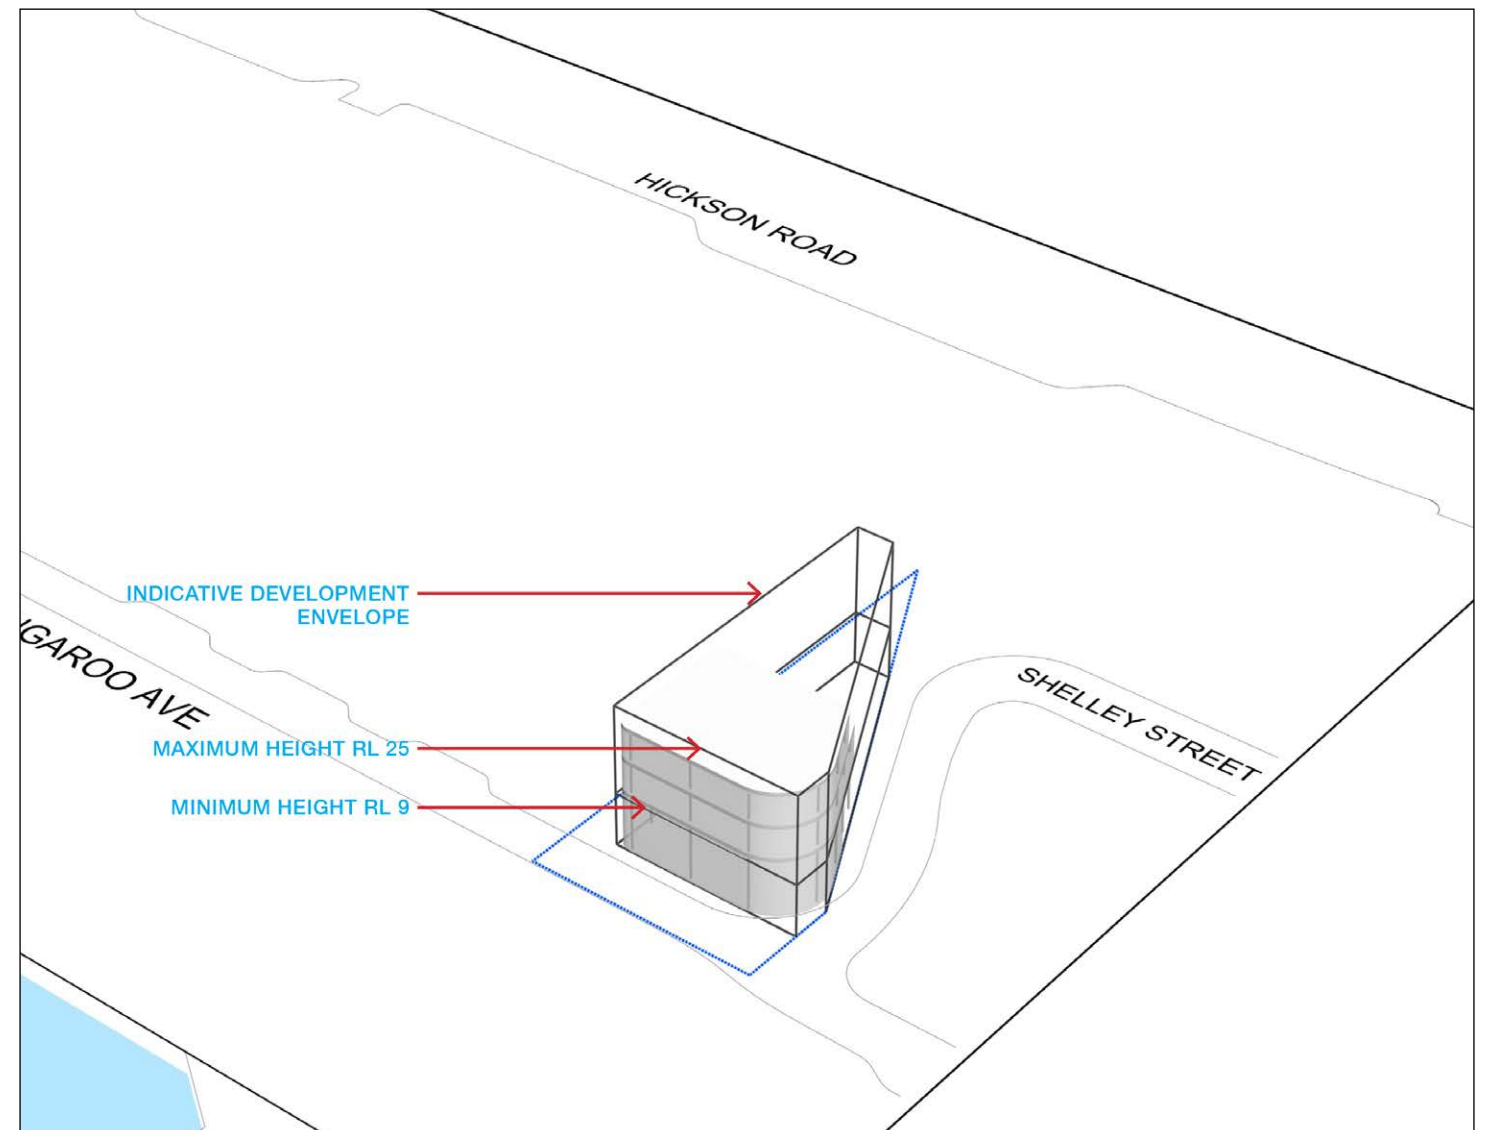 HICKSON ROAD
INDICATIVE DEVELOPMENT
ENVELOPE
GAROO AVE
SHELLEY STREET
MAXIMUM HEIGHT RL 25
MINIMUM HEIGHT RL 9